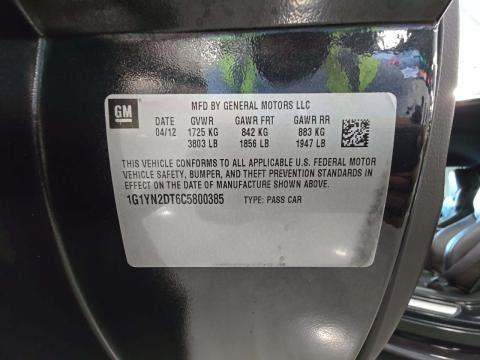 GM
MFD BY GENERAL MOTORS LLC
DATE GVWR GAWR FRT GAWR RR
04/12 1725 KG 842 KG 883 KG
3803 LB 1856 LB 1947 LB
THIS VEHICLE CONFORMS TO ALL APPLICABLE U.S. FEDERAL MOTOR
VEHICLE SAFETY, BUMPER, AND THEFT PREVENTION STANDARDS IN
EFFECT ON THE DATE OF MANUFACTURE SHOWN ABOVE.
1G1YN2DT6C5800385 TYPE: PASS CAR